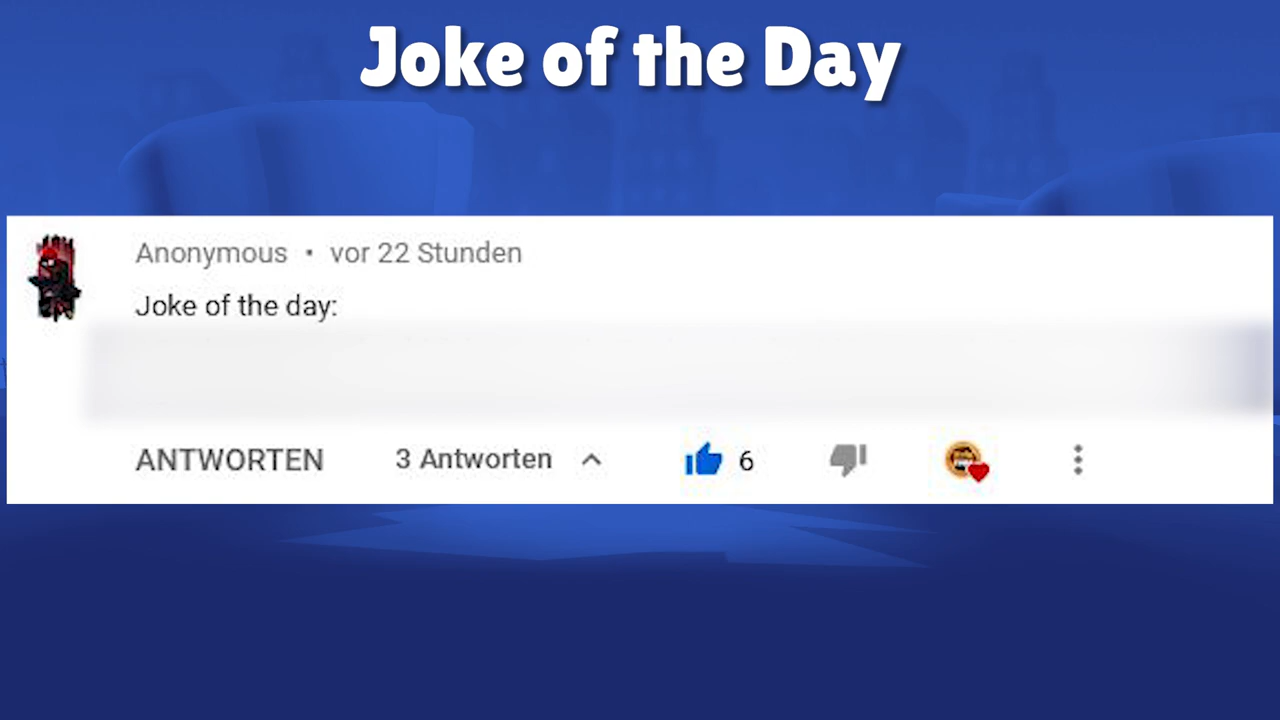 Joke of the Day
Anonymous • vor 22 Stunden
Joke of the day:
ANTWORTEN 3 Antworten 6